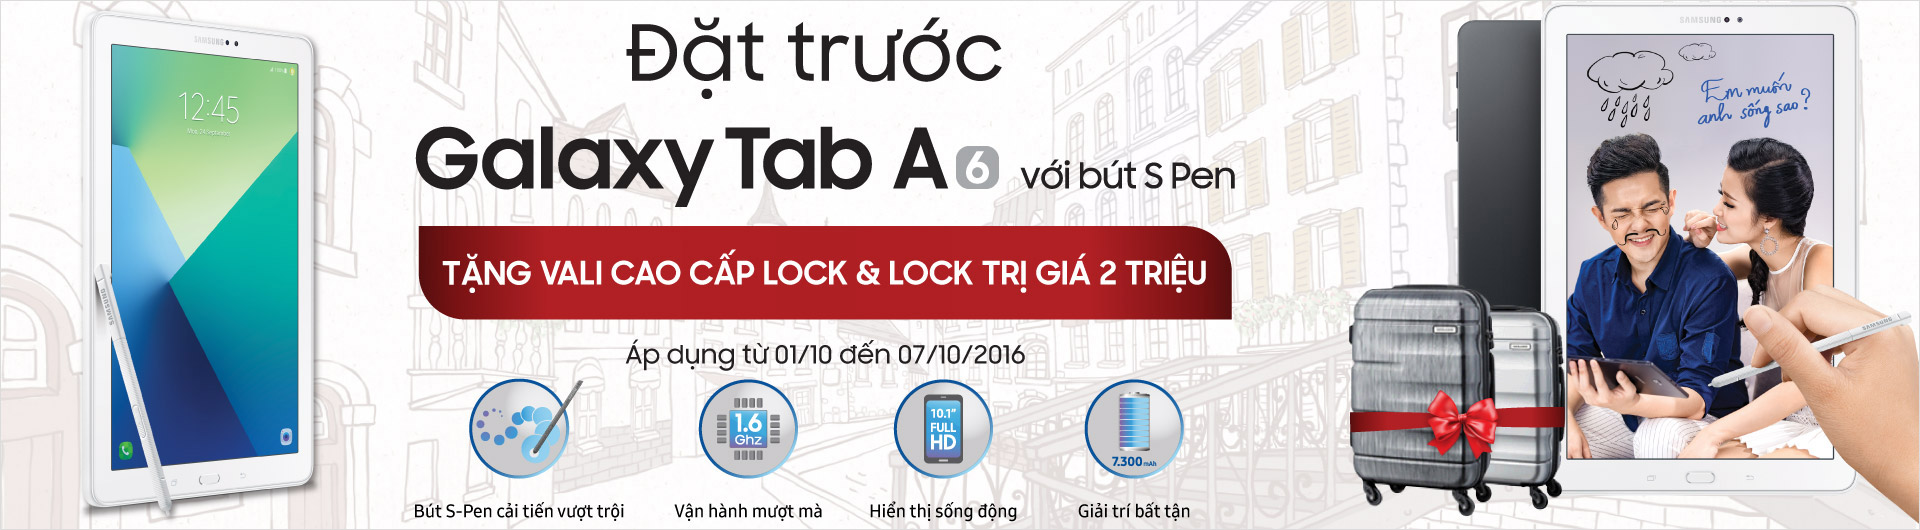 SAMSUNG
12:45
SAMSUNG
Đặt trước
Galaxy Tab A 6 với bút S Pen
TẶNG VALI CAO CẤP LOCK & LOCK TRỊ GIÁ 2 TRIỆU
Áp dụng từ 01/10 đến 07/10/2016
1.6
Ghz
10.1"
FULL
HD
7.300 mAh
Bút S-Pen cải tiến vượt trội
Vận hành mượt mà
Hiển thị sống động
Giải trí bất tận
SAMSUNG
Em muốn
anh sống sao?
SAMSUNG